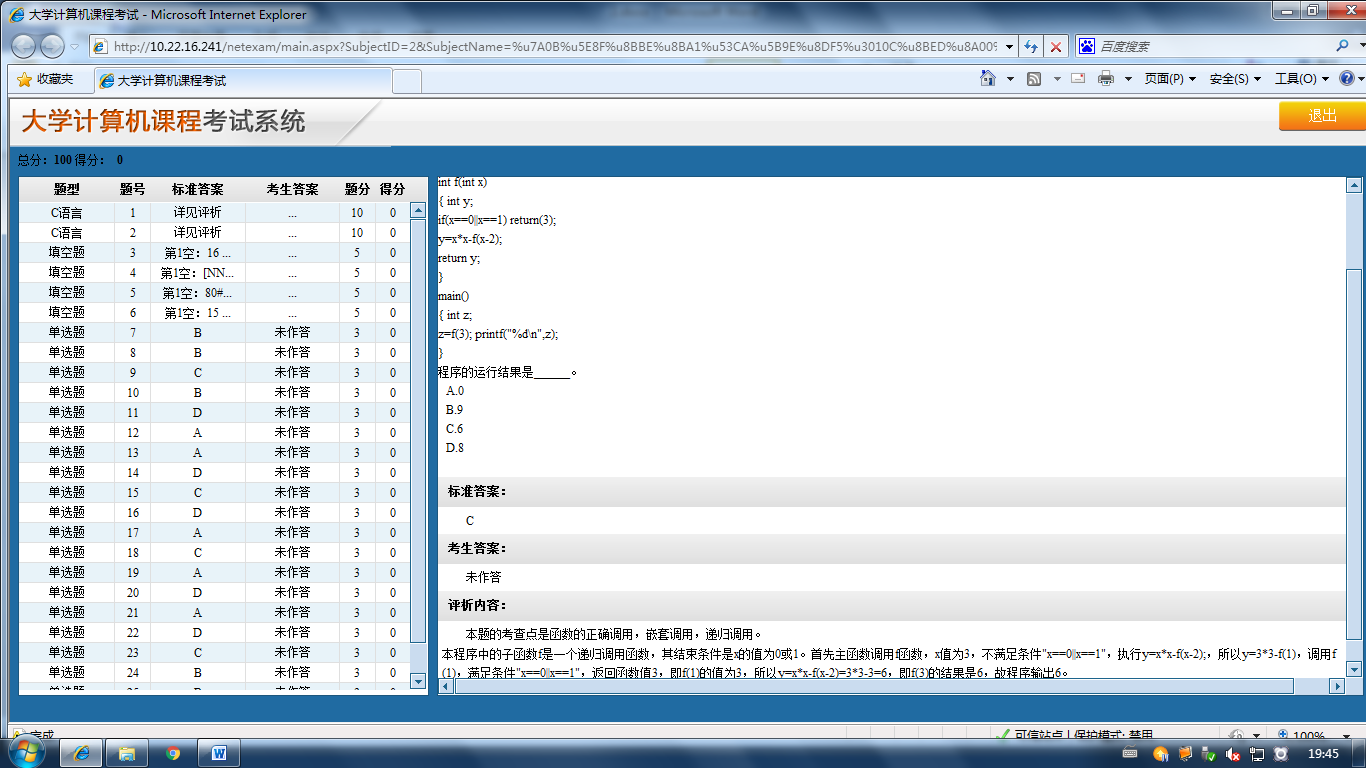 大学计算机课程考试 - Microsoft Internet Explorer
http://10.22.16.241/netexam/main.aspx?SubjectID=2&SubjectName=%u7A0B%u5E8F%u8BBE%u8BA1%u53CA%u5B9E%u8DF5%u3010C%u8BED%u8A009
百度搜索
收藏夹
大学计算机课程考试
页面(P)
安全(S)
工具(O)
大学计算机课程考试系统
退出
总分: 100 得分: 0
题型 题号 标准答案 考生答案 题分 得分
C语言 1 详见评析 ... 10 0
C语言 2 详见评析 ... 10 0
填空题 3 第1空: 16 ... ... 5 0
填空题 4 第1空: [NN... ... 5 0
填空题 5 第1空: 80#... ... 5 0
填空题 6 第1空: 15 ... ... 5 0
单选题 7 B 未作答 3 0
单选题 8 B 未作答 3 0
单选题 9 C 未作答 3 0
单选题 10 B 未作答 3 0
单选题 11 D 未作答 3 0
单选题 12 A 未作答 3 0
单选题 13 A 未作答 3 0
单选题 14 D 未作答 3 0
单选题 15 C 未作答 3 0
单选题 16 D 未作答 3 0
单选题 17 A 未作答 3 0
单选题 18 C 未作答 3 0
单选题 19 A 未作答 3 0
单选题 20 D 未作答 3 0
单选题 21 A 未作答 3 0
单选题 22 D 未作答 3 0
单选题 23 C 未作答 3 0
单选题 24 B 未作答 3 0
int f(int x)
{ int y;
if(x==0||x==1) return(3);
y=x*x-f(x-2);
return y;
}
main()
{ int z;
z=f(3); printf("%d\n",z);
}
程序的运行结果是______。
A.0
B.9
C.6
D.8
标准答案:
C
考生答案:
未作答
评析内容:
本题的考查点是函数的正确调用，嵌套调用，递归调用。
本程序中的子函数f是一个递归调用函数，其结束条件是x的值为0或1。首先主函数调用f函数，x值为3，不满足条件"x==0||x==1"，执行y=x*x-f(x-2);，所以y=3*3-f(1)，调用f
(1)，满足条件"x==0||x==1"，返回函数值3，即f(1)的值为3，所以y=x*x-f(x-2)=3*3-3=6，即f(3)的结果是6，故程序输出6。
完成
可信站点 | 保护模式: 禁用
100%
19:45